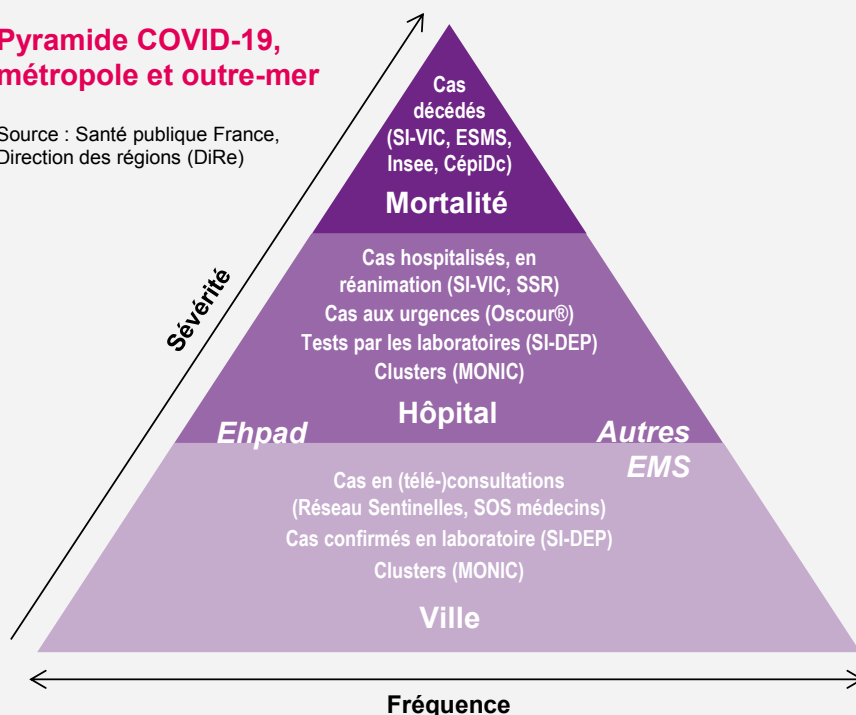 Pyramide COVID-19,
métropole et outre-mer
Source : Santé publique France,
Direction des régions (DiRe)
Sévérité
Cas
décédés
(SI-VIC, ESMS,
Insee, CépiDc)
Mortalité
Cas hospitalisés, en
réanimation (SI-VIC, SSR)
Cas aux urgences (Oscour®)
Tests par les laboratoires (SI-DEP)
Clusters (MONIC)
Hôpital
Ehpad
Autres
EMS
Cas en (télé-)consultations
(Réseau Sentinelles, SOS médecins)
Cas confirmés en laboratoire (SI-DEP)
Clusters (MONIC)
Ville
Fréquence